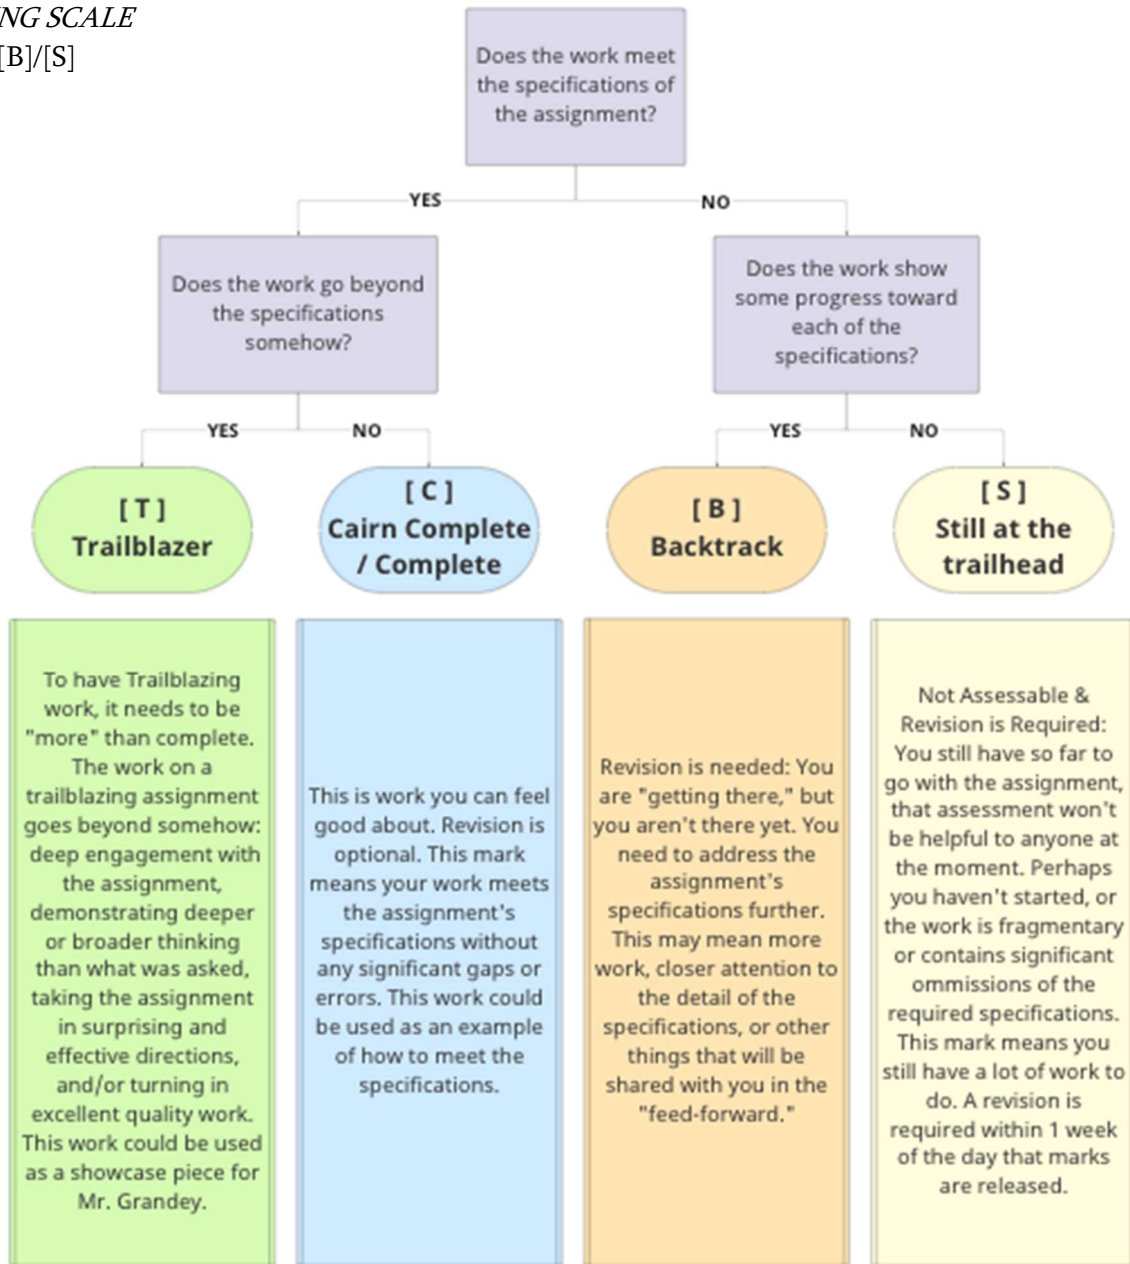 NG SCALE
[B]/[S]
Does the work meet
the specifications of
the assignment?
YES
NO
Does the work go beyond
the specifications
somehow?
Does the work show
some progress toward
each of the
specifications?
YES
NO
YES
NO
[ T ]
Trailblazer
[ C ]
Cairn Complete
/ Complete
[ B ]
Backtrack
[ S ]
Still at the
trailhead
To have Trailblazing
work, it needs to be
"more" than complete.
The work on a
trailblazing assignment
goes beyond somehow:
deep engagement with
the assignment,
demonstrating deeper
or broader thinking
than what was asked,
taking the assignment
in surprising and
effective directions,
and/or turning in
excellent quality work.
This work could be used
as a showcase piece for
Mr. Grandey.
This is work you can feel
good about. Revision is
optional. This mark
means your work meets
the assignment's
specifications without
any significant gaps or
errors. This work could
be used as an example
of how to meet the
specifications.
Revision is needed: You
are "getting there," but
you aren't there yet. You
need to address the
assignment's
specifications further.
This may mean more
work, closer attention to
the detail of the
specifications, or other
things that will be
shared with you in the
"feed-forward."
Not Assessable &
Revision is Required:
You still have so far to
go with the assignment,
that assessment won't
be helpful to anyone at
the moment. Perhaps
you haven't started, or
the work is fragmentary
or contains significant
ommissions of the
required specifications.
This mark means you
still have a lot of work to
do. A revision is
required within 1 week
of the day that marks
are released.